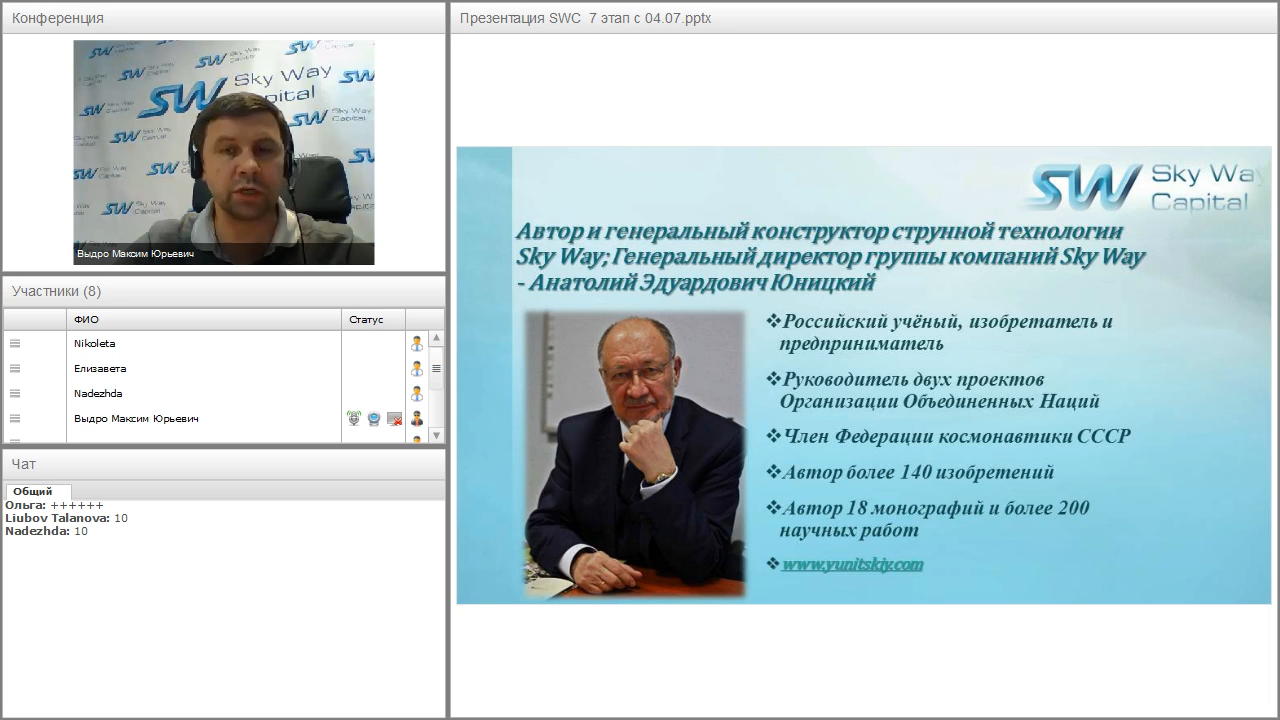 Конференция
Sky Way
Capital
Выдро Максим Юрьевич
Участники (8)
ФИО
Статус
Nikoleta
Елизавета
Nadezhda
Выдро Максим Юрьевич
Чат
Общий
Ольга: ++++++
Liubov Talanova: 10
Nadezhda: 10
Презентация SWC 7 этап с 04.07.pptx
SW Sky Way
Capital
Автор и генеральный конструктор струнной технологии
Sky Way; Генеральный директор группы компаний Sky Way
- Анатолий Эдуардович Юницкий
❖Российский учёный, изобретатель и
предприниматель
❖Руководитель двух проектов
Организации Объединенных Наций
❖Член Федерации космонавтики СССР
❖Автор более 140 изобретений
❖Автор 18 монографий и более 200
научных работ
❖www.yunitskiy.com